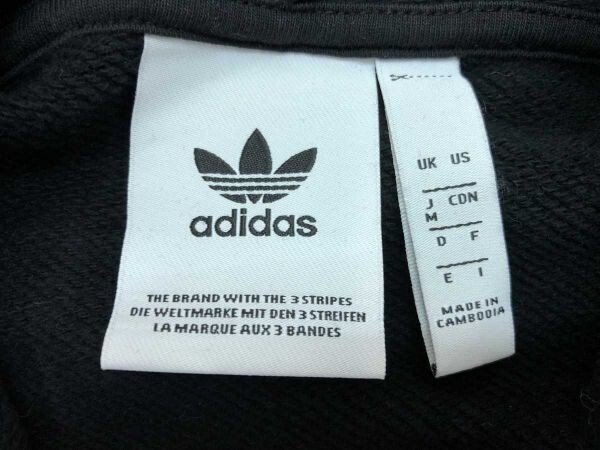 adidas
THE BRAND WITH THE 3 STRIPES
DIE WELTMARKE MIT DEN 3 STREIFEN
LA MARQUE AUX 3 BANDES
UK US
J CDN
M
D F
E I
MADE IN
CAMBODIA